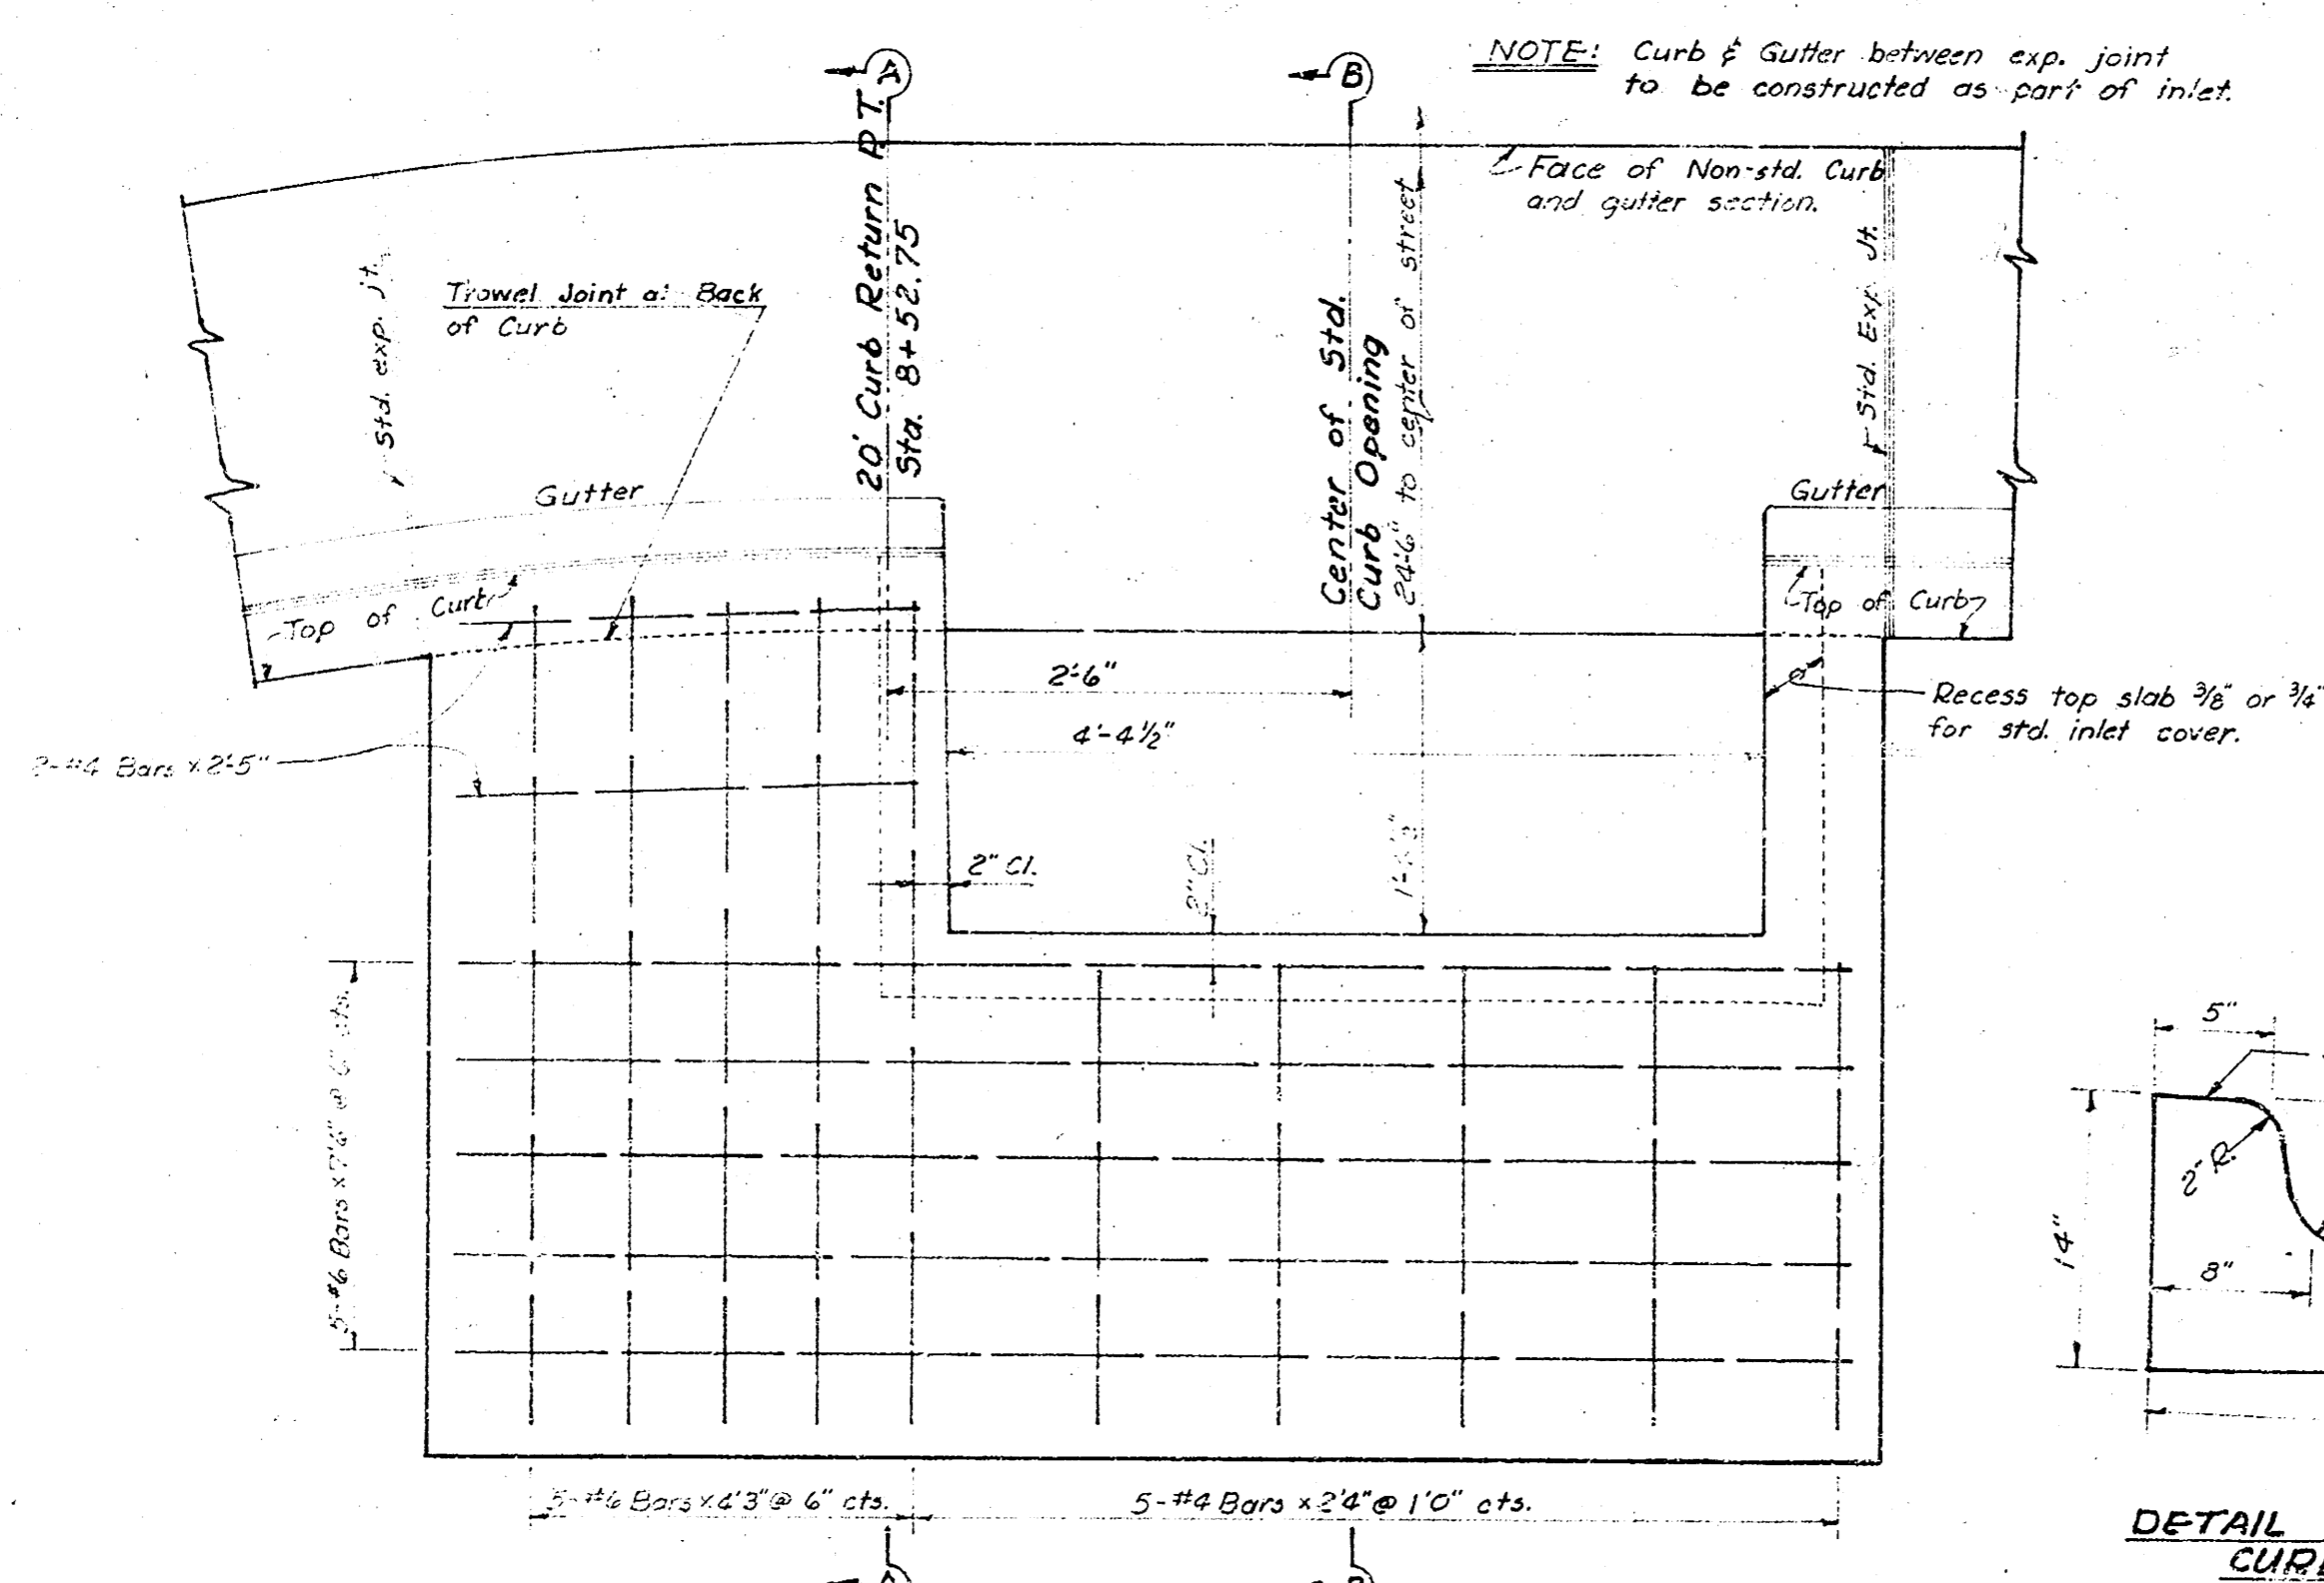 A
B
NOTE: Curb & Gutter between exp. joint
to be constructed as part of inlet.
Face of Non-std. Curb
and gutter section.
20' Curb Return P.T.
Sta. 8+52.75
Center of Std.
Curb Opening
24'-6" to center of street
Std. exp. jt.
Std. Exp. Jt.
Trowel Joint at Back
of Curb
Gutter
Gutter
Top of Curb
Top of Curb
2'-6"
4'-4½"
Recess top slab 3/8" or 3/4"
for std. inlet cover.
2-#4 Bars x 2'-5"
2" Cl.
2" Cl.
5-#6 Bars x 7'6" @ 6" cts.
5-#6 Bars x 4'3" @ 6" cts.
5-#4 Bars x 2'4" @ 1'0" cts.
5"
2" R.
14"
8"
DETAIL